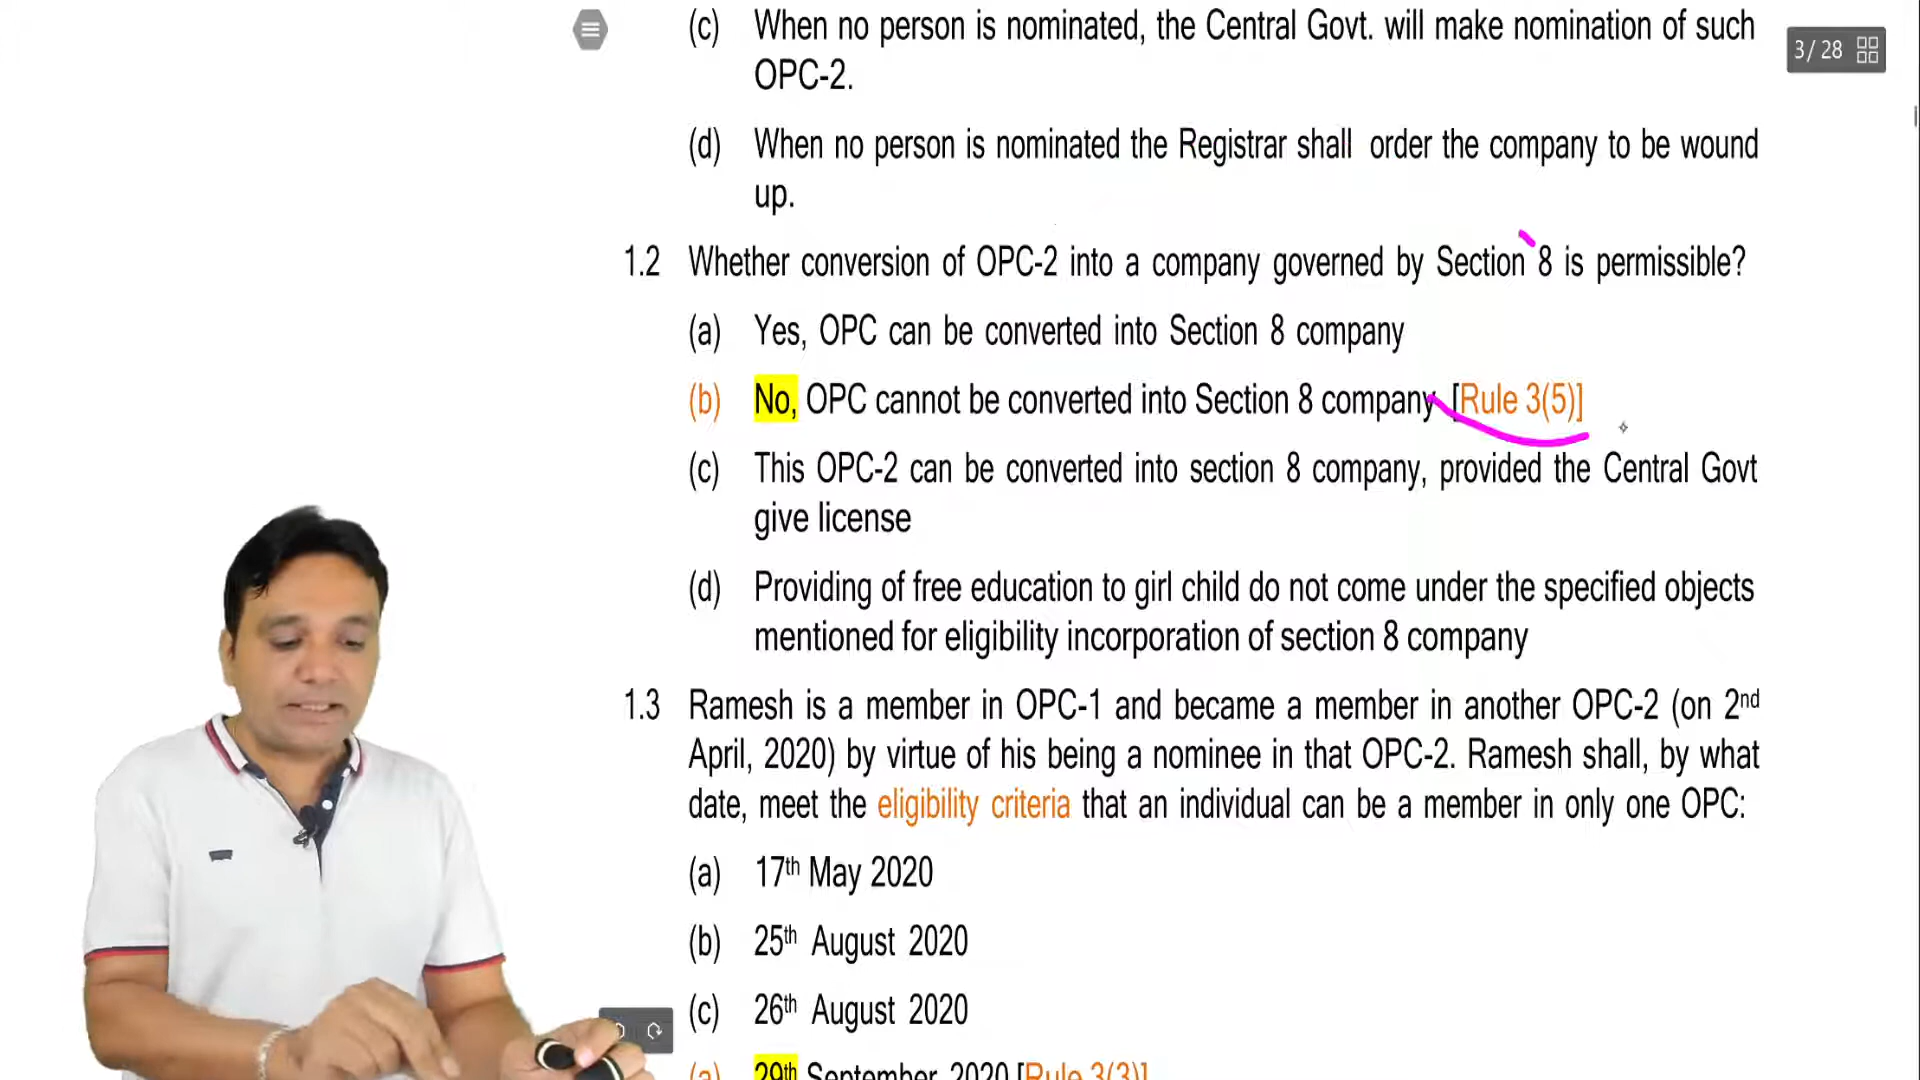 (c) When no person is nominated, the Central Govt. will make nomination of such
OPC-2.
3/ 28
(d) When no person is nominated the Registrar shall order the company to be wound
up.
1.2 Whether conversion of OPC-2 into a company governed by Section 8 is permissible?
(a) Yes, OPC can be converted into Section 8 company
(b) No, OPC cannot be converted into Section 8 company [Rule 3(5)]
(c) This OPC-2 can be converted into section 8 company, provided the Central Govt
give license
(d) Providing of free education to girl child do not come under the specified objects
mentioned for eligibility incorporation of section 8 company
1.3 Ramesh is a member in OPC-1 and became a member in another OPC-2 (on 2nd
April, 2020) by virtue of his being a nominee in that OPC-2. Ramesh shall, by what
date, meet the eligibility criteria that an individual can be a member in only one OPC:
(a) 17th May 2020
(b) 25th August 2020
(c) 26th August 2020
29th September 2020 [Rule 3(3)]